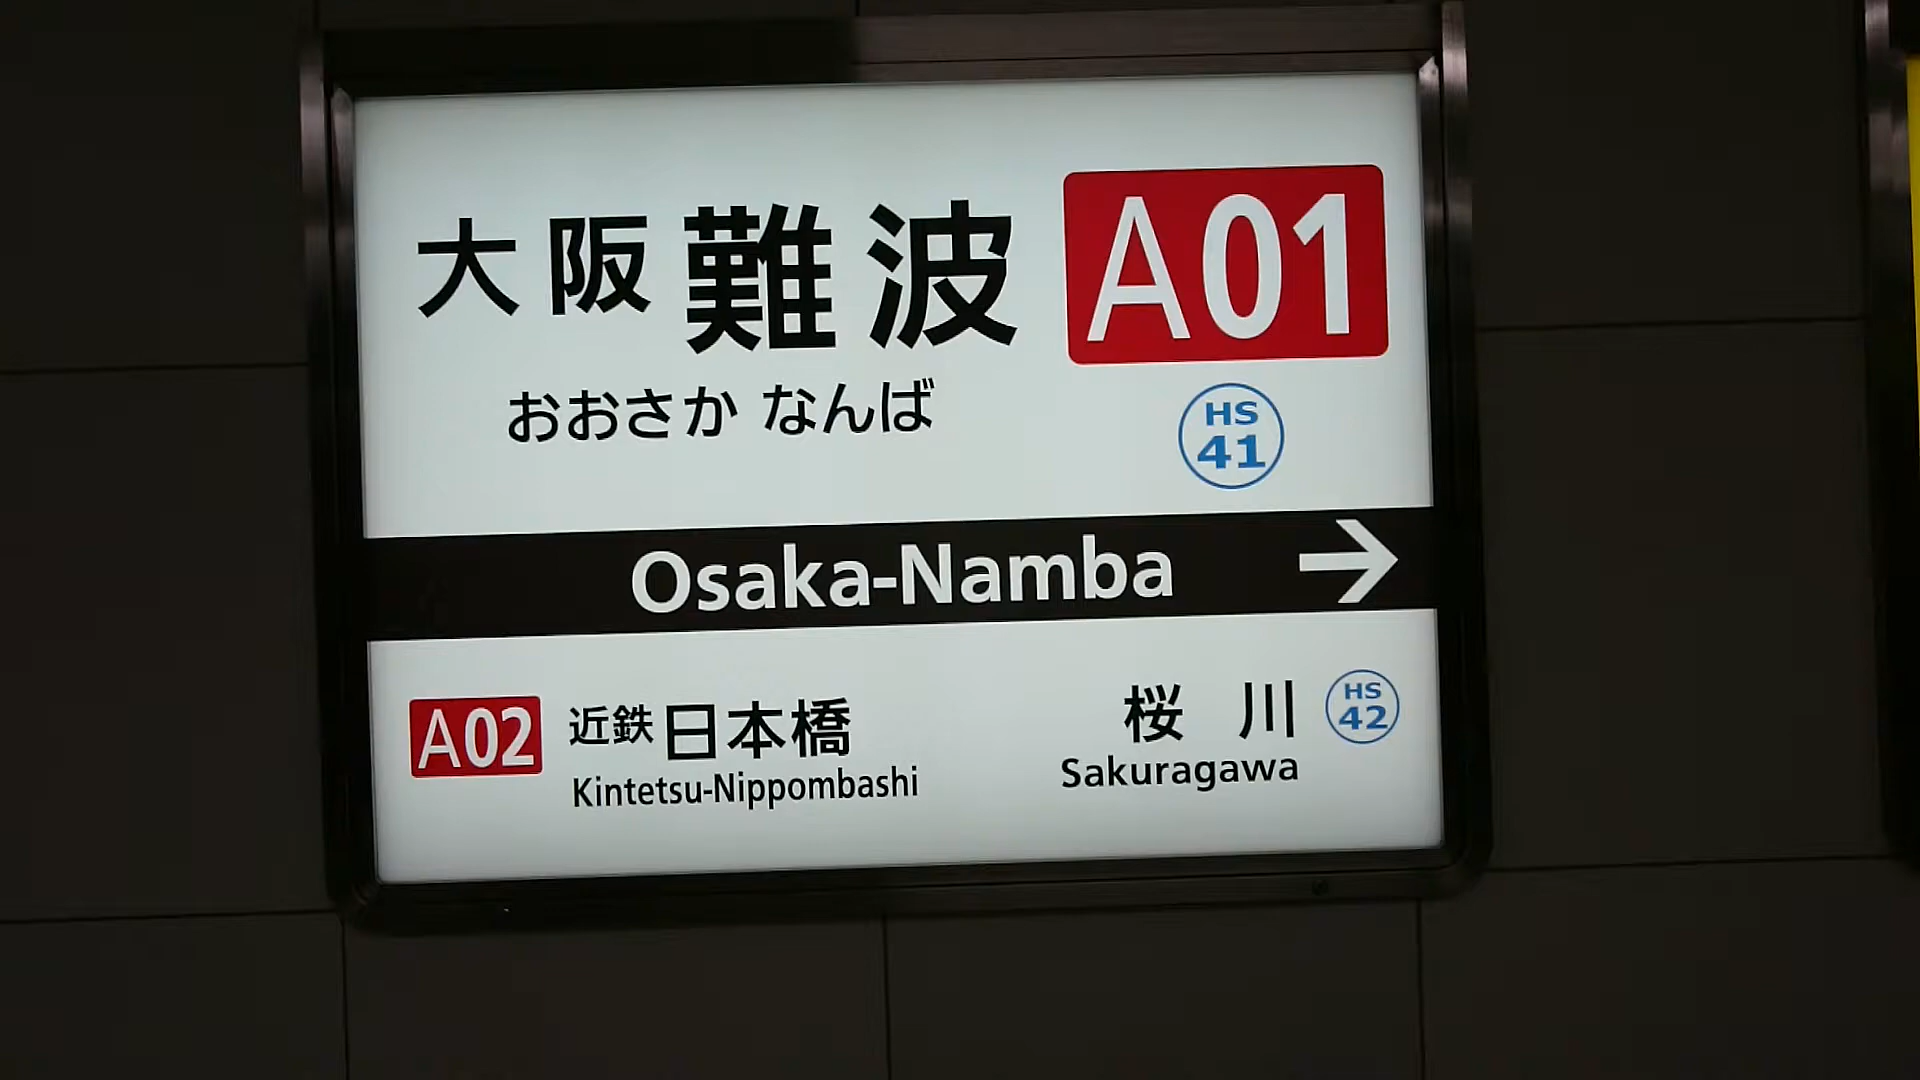 大阪難波 A01
おおさか なんば
HS
41
Osaka-Namba →
A02 近鉄日本橋
Kintetsu-Nippombashi
桜 川 HS
42
Sakuragawa